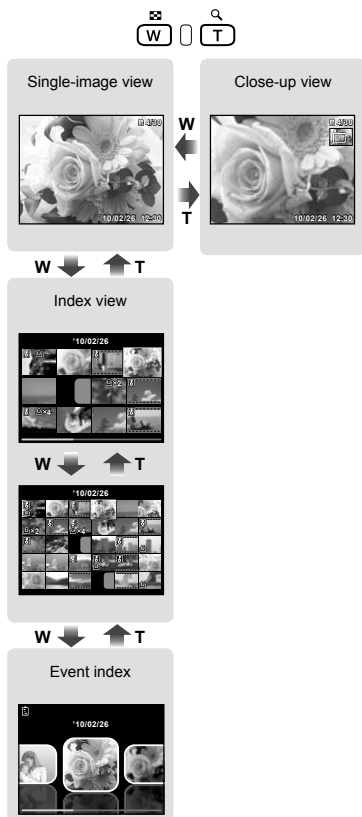 W T
Single-image view
Close-up view
4/30
'10/02/26 12:30
W
T
4/30
'10/02/26 12:30
W T
Index view
'10/02/26
×2
×4
W T
'10/02/26
×2
×4
W T
Event index
'10/02/26